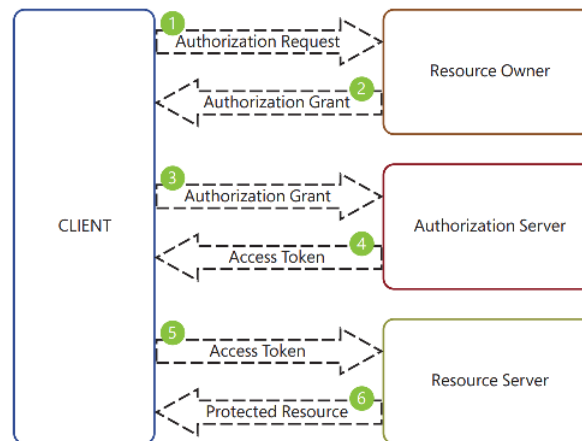 1
Authorization Request
Resource Owner
2
Authorization Grant
3
Authorization Grant
CLIENT
Authorization Server
4
Access Token
5
Access Token
Resource Server
6
Protected Resource